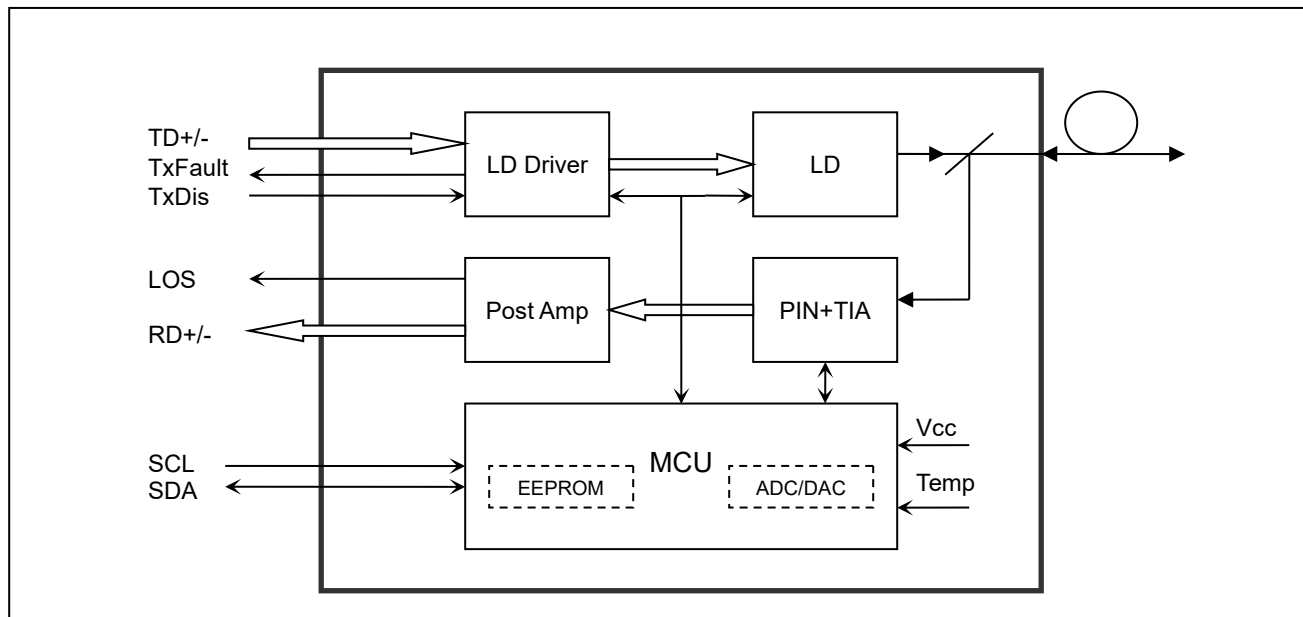 TD+/-
TxFault
TxDis
LD Driver
LD
LOS
RD+/-
Post Amp
PIN+TIA
SCL
SDA
MCU
EEPROM
ADC/DAC
Vcc
Temp